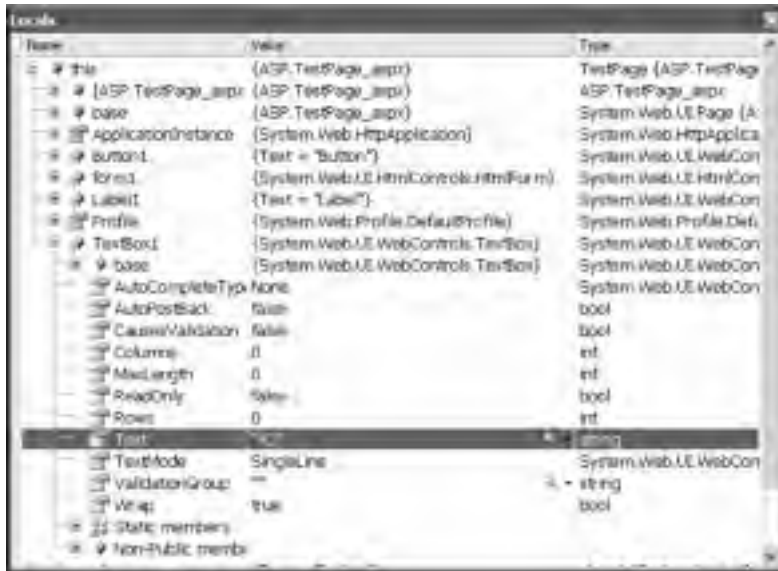 Locals
Name Value Type
this {ASP.TestPage_aspx} TestPage {ASP.TestPage
[ASP.TestPage_aspx {ASP.TestPage_aspx} ASP.TestPage_aspx
base {ASP.TestPage_aspx} System.Web.UI.Page {A
ApplicationInstance {System.Web.HttpApplication} System.Web.HttpApplica
Button1 {Text = "Button"} System.Web.UI.WebCon
form1 {System.Web.UI.HtmlControls.HtmlForm} System.Web.UI.HtmlCon
Label1 {Text = "Label"} System.Web.UI.WebCon
Profile {System.Web.Profile.DefaultProfile} System.Web.Profile.Defa
TextBox1 {System.Web.UI.WebControls.TextBox} System.Web.UI.WebCon
base {System.Web.UI.WebControls.TextBox} System.Web.UI.WebCon
AutoCompleteTyp None System.Web.UI.WebCon
AutoPostBack false bool
CausesValidation false bool
Columns 0 int
MaxLength 0 int
ReadOnly false bool
Rows 0 int
Text string
TextMode SingleLine System.Web.UI.WebCon
ValidationGroup "" string
Wrap true bool
Static members
Non-Public membe